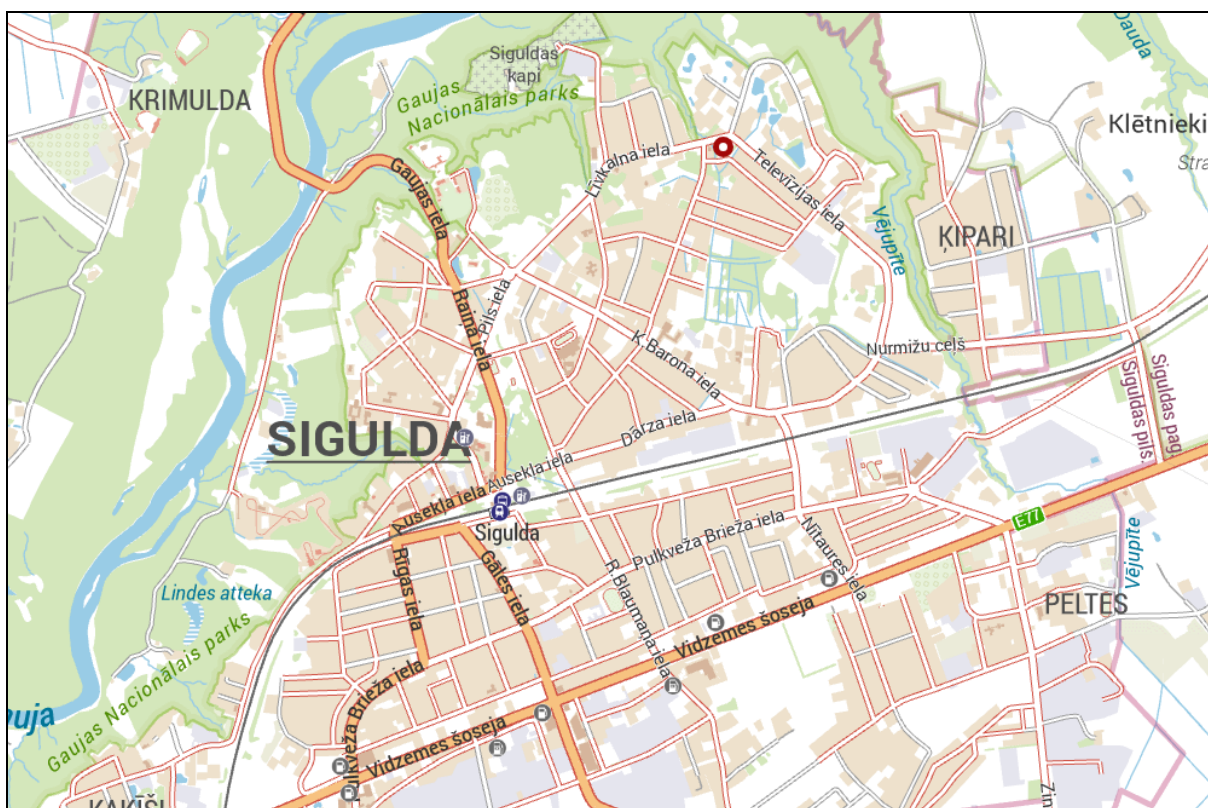 Siguldas
kapi
Dauda
KRIMULDA
Gaujas
Nacionālais parks
Klētnieki
Stra
Līvkalna iela
Televīzijas iela
Gaujas iela
Vējupīte
ĶIPARI
Pils iela
Raiņa iela
K.Barona iela
Nurmižu ceļš
Siguldas pils.
Siguldas pag.
Dārza iela
SIGULDA
Ausekļa iela
Ausekļa iela
Sigulda
E77
Nītaures iela
Pulkveža Brieža iela
Rīgas iela
Gāles iela
R.Blaumaņa iela
Vējupīte
Lindes atteka
PELTES
Vidzemes šoseja
Gaujas Nacionālais parks
Pulkveža Brieža iela
uja
Vidzemes šoseja
KAĶĪŠI